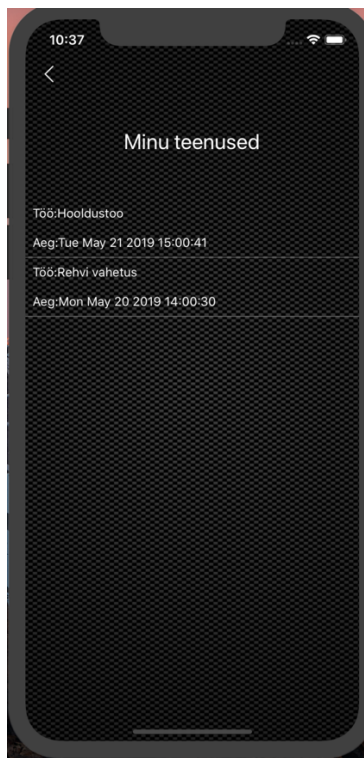 10:37
Minu teenused
Töö:Hooldustoo
Aeg:Tue May 21 2019 15:00:41
Töö:Rehvi vahetus
Aeg:Mon May 20 2019 14:00:30